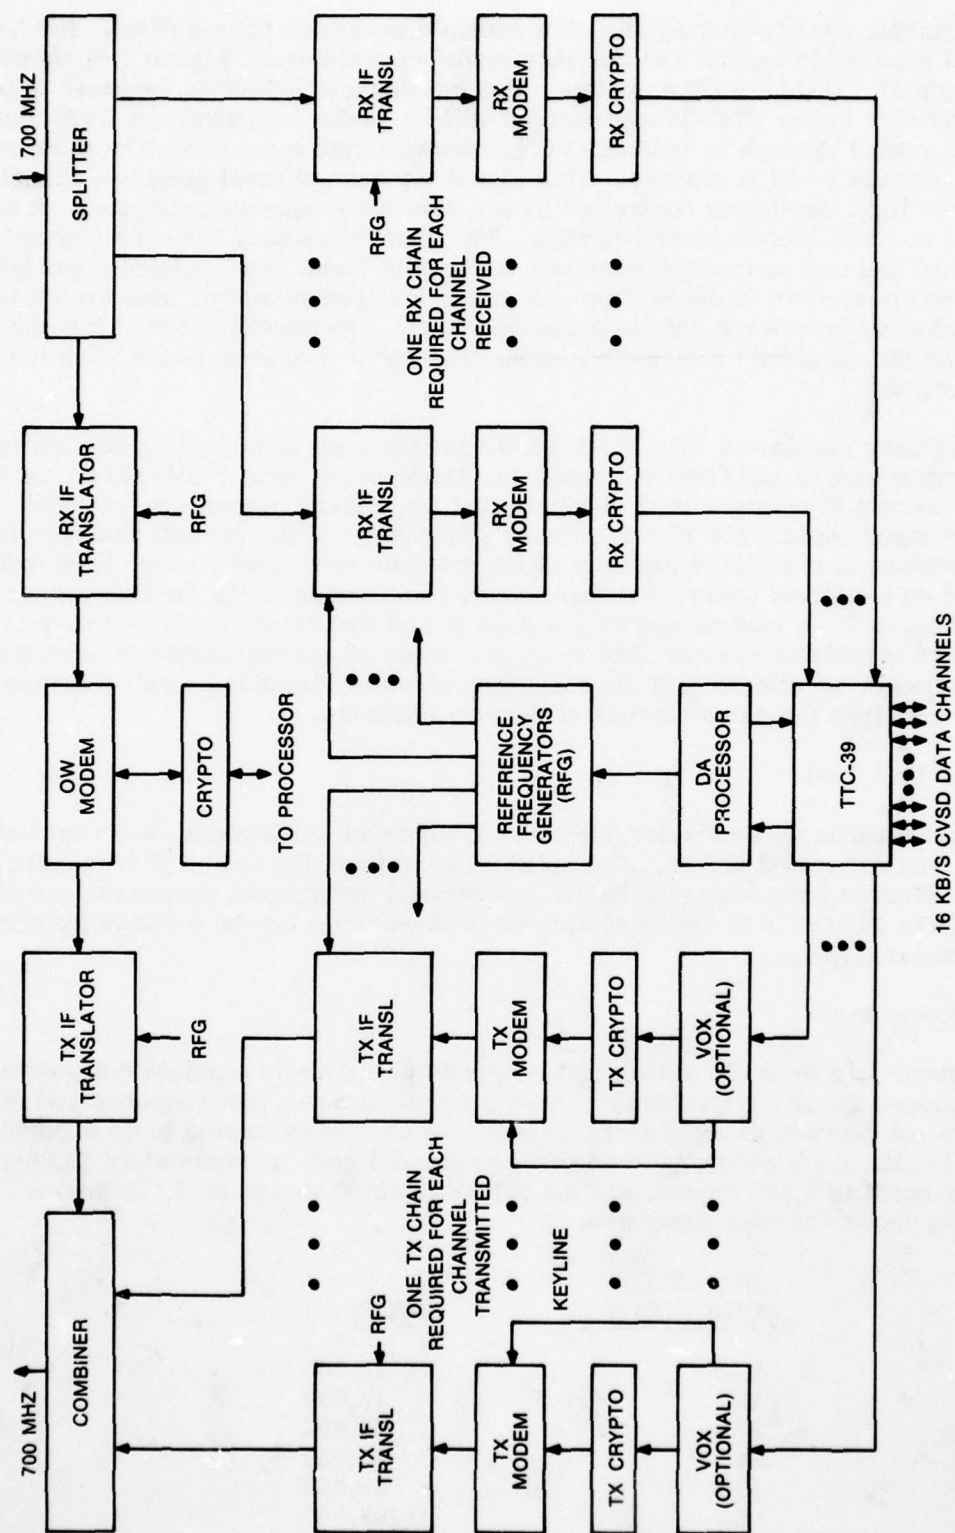 700 MHZ
COMBINER
TX IF
TRANSLATOR
OW
MODEM
RX IF
TRANSLATOR
SPLITTER
700 MHZ
RFG
CRYPTO
RFG
TO PROCESSOR
TX IF
TRANSL
RFG
TX IF
TRANSL
RX IF
TRANSL
RFG
RX IF
TRANSL
ONE TX CHAIN
REQUIRED FOR EACH
CHANNEL
TRANSMITTED
REFERENCE
FREQUENCY
GENERATORS
(RFG)
ONE RX CHAIN
REQUIRED FOR EACH
CHANNEL
RECEIVED
TX
MODEM
KEYLINE
TX
MODEM
RX
MODEM
RX
MODEM
TX CRYPTO
TX CRYPTO
RX CRYPTO
RX CRYPTO
VOX
(OPTIONAL)
VOX
(OPTIONAL)
DA
PROCESSOR
TTC-39
16 KB/S CVSD DATA CHANNELS